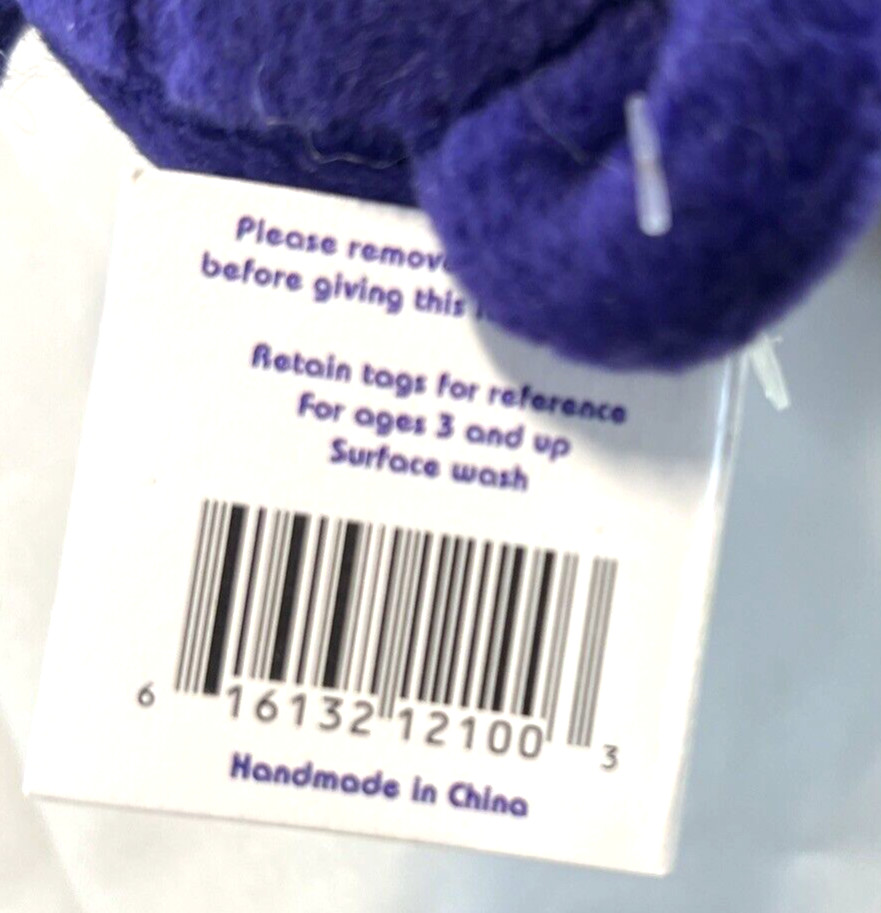 Please remov
before giving this
Retain tags for reference
For ages 3 and up
Surface wash
6 16132 12100 3
Handmade in China